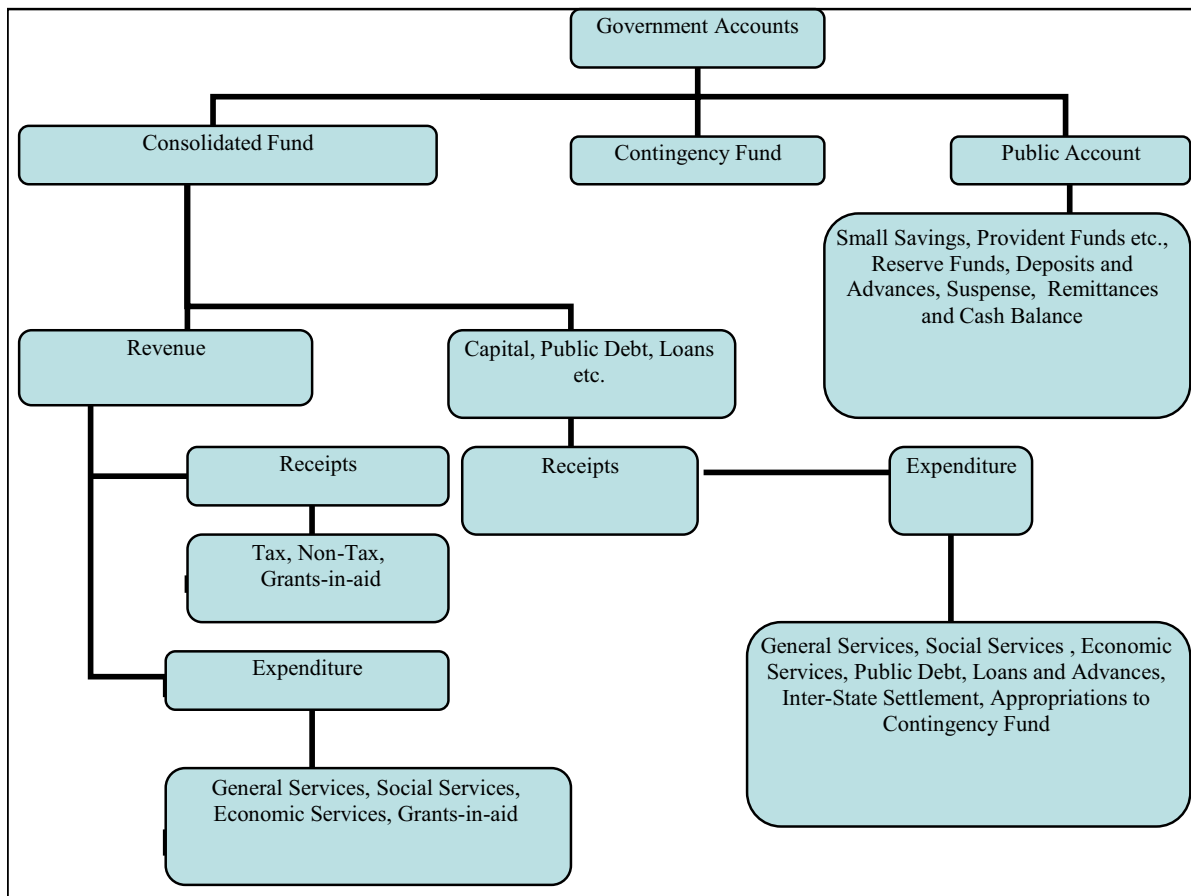 Government Accounts
Consolidated Fund
Contingency Fund
Public Account
Small Savings, Provident Funds etc.,
Reserve Funds, Deposits and
Advances, Suspense, Remittances
and Cash Balance
Revenue
Capital, Public Debt, Loans
etc.
Receipts
Receipts
Expenditure
Tax, Non-Tax,
Grants-in-aid
Expenditure
General Services, Social Services , Economic
Services, Public Debt, Loans and Advances,
Inter-State Settlement, Appropriations to
Contingency Fund
General Services, Social Services,
Economic Services, Grants-in-aid